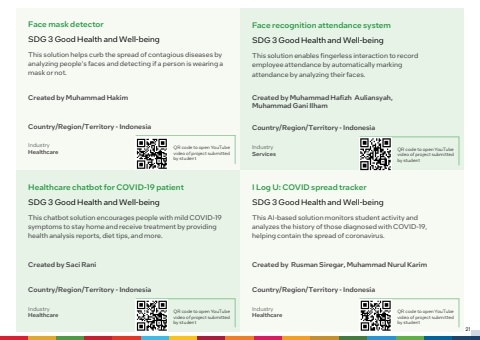 Face mask detector
SDG 3 Good Health and Well-being
This solution helps curb the spread of contagious diseases by
analyzing people's faces and detecting if a person is wearing a
mask or not.
Created by Muhammad Hakim
Country/Region/Territory - Indonesia
Industry
Healthcare
QR code to open YouTube
video of project submitted
by student
Face recognition attendance system
SDG 3 Good Health and Well-being
This solution enables fingerless interaction to record
employee attendance by automatically marking
attendance by analyzing their faces.
Created by Muhammad Hafizh Auliansyah,
Muhammad Gani Ilham
Country/Region/Territory - Indonesia
Industry
Services
QR code to open YouTube
video of project submitted
by student
Healthcare chatbot for COVID-19 patient
SDG 3 Good Health and Well-being
This chatbot solution encourages people with mild COVID-19
symptoms to stay home and receive treatment by providing
health analysis reports, diet tips, and more.
Created by Saci Rani
Country/Region/Territory - Indonesia
Industry
Healthcare
QR code to open YouTube
video of project submitted
by student
I Log U: COVID spread tracker
SDG 3 Good Health and Well-being
This AI-based solution monitors student activity and
analyzes the history of those diagnosed with COVID-19,
helping contain the spread of coronavirus.
Created by Rusman Siregar, Muhammad Nurul Karim
Country/Region/Territory - Indonesia
Industry
Healthcare
QR code to open YouTube
video of project submitted
by student
21